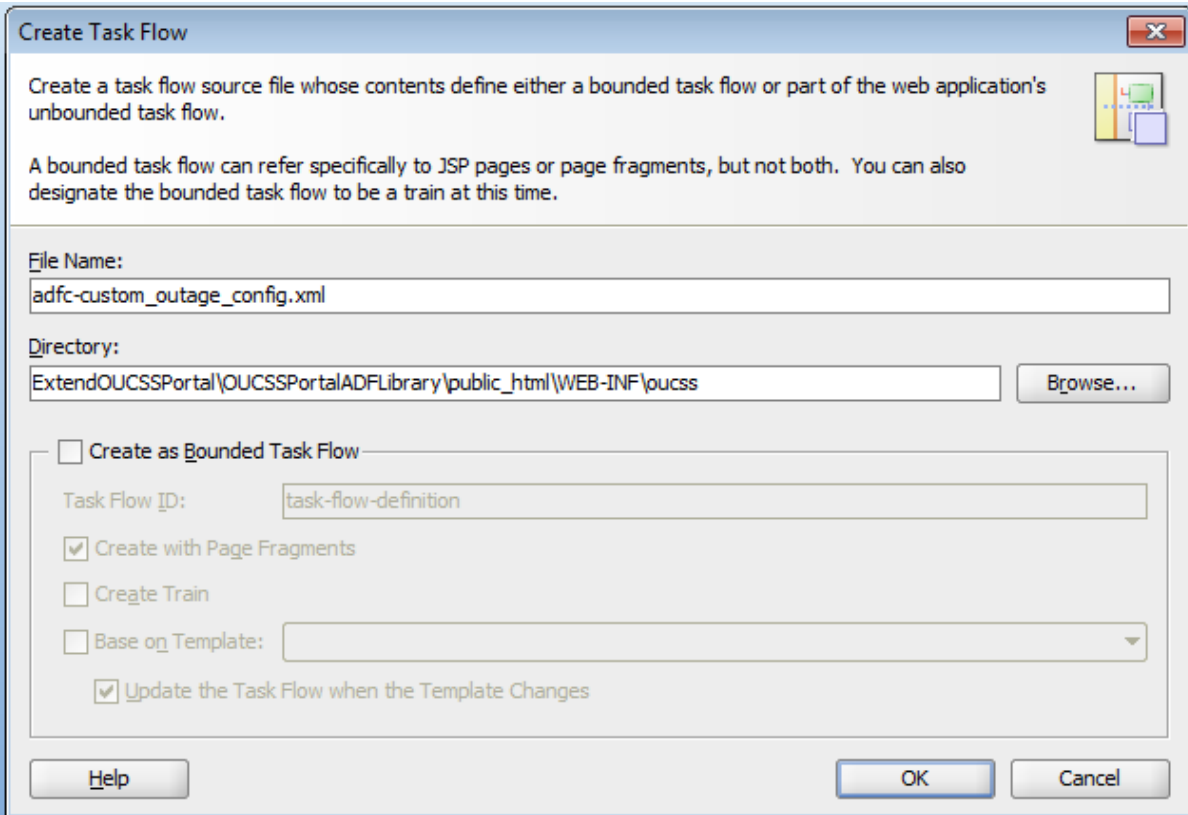 Create Task Flow
Create a task flow source file whose contents define either a bounded task flow or part of the web application's
unbounded task flow.
A bounded task flow can refer specifically to JSP pages or page fragments, but not both.  You can also
designate the bounded task flow to be a train at this time.
File Name:
adfc-custom_outage_config.xml
Directory:
ExtendOUCSSPortal\OUCSSPortalADFLibrary\public_html\WEB-INF\oucss
Browse...
Create as Bounded Task Flow
Task Flow ID:
task-flow-definition
Create with Page Fragments
Create Train
Base on Template:
Update the Task Flow when the Template Changes
Help
OK
Cancel